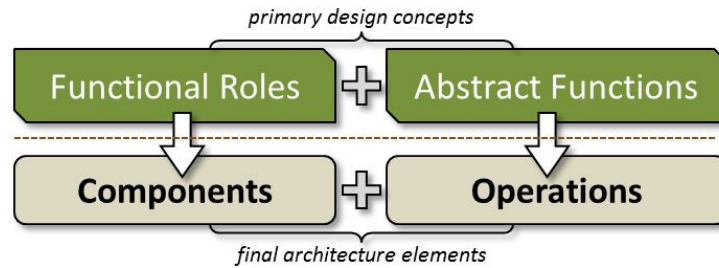 primary design concepts
Functional Roles + Abstract Functions
Components + Operations
final architecture elements